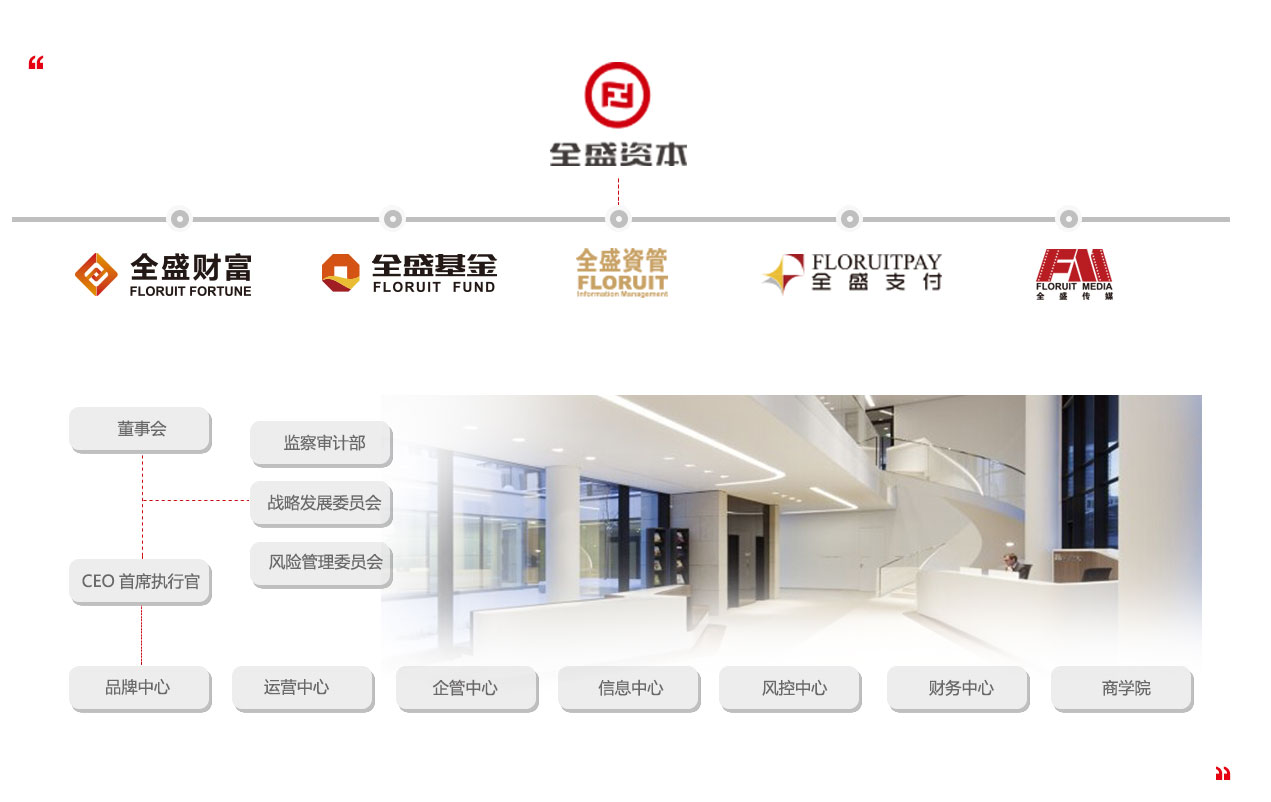 “
全盛资本
全盛财富
FLORUIT FORTUNE
全盛基金
FLORUIT FUND
全盛資管
FLORUIT
Information Management
FLORUITPAY
全盛支付
FLORUIT MEDIA
全盛传媒
董事会
监察审计部
战略发展委员会
风险管理委员会
CEO 首席执行官
品牌中心
运营中心
企管中心
信息中心
风控中心
财务中心
商学院
”